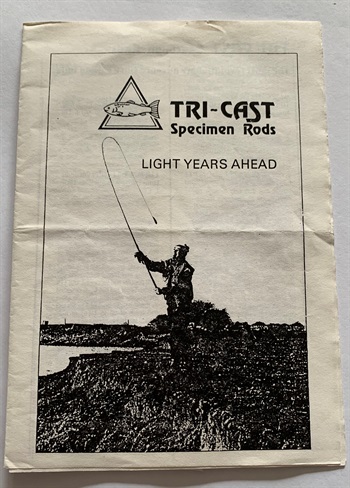 TRI-CAST
Specimen Rods
LIGHT YEARS AHEAD